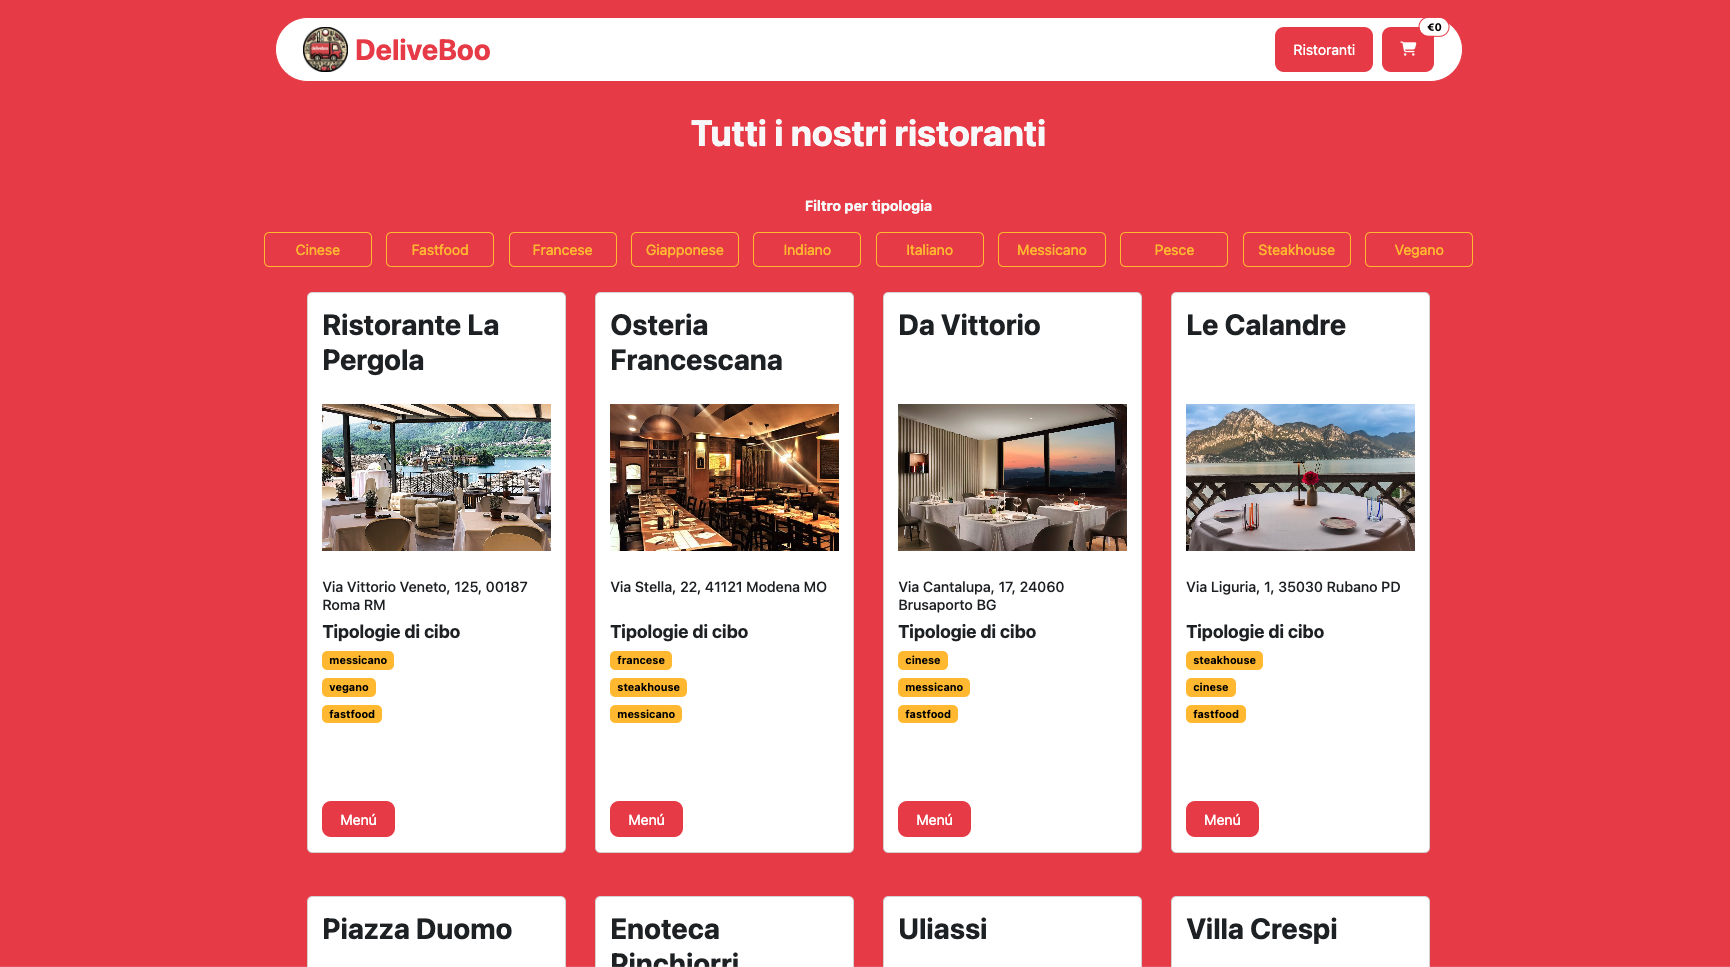 DeliveBoo
Ristoranti
€0
Tutti i nostri ristoranti
Filtro per tipologia
Cinese
Fastfood
Francese
Giapponese
Indiano
Italiano
Messicano
Pesce
Steakhouse
Vegano
Ristorante La
Pergola
Via Vittorio Veneto, 125, 00187
Roma RM
Tipologie di cibo
messicano
vegano
fastfood
Menú
Osteria
Francescana
Via Stella, 22, 41121 Modena MO
Tipologie di cibo
francese
steakhouse
messicano
Menú
Da Vittorio
Via Cantalupa, 17, 24060
Brusaporto BG
Tipologie di cibo
cinese
messicano
fastfood
Menú
Le Calandre
Via Liguria, 1, 35030 Rubano PD
Tipologie di cibo
steakhouse
cinese
fastfood
Menú
Piazza Duomo
Enoteca
Pinchiorri
Uliassi
Villa Crespi